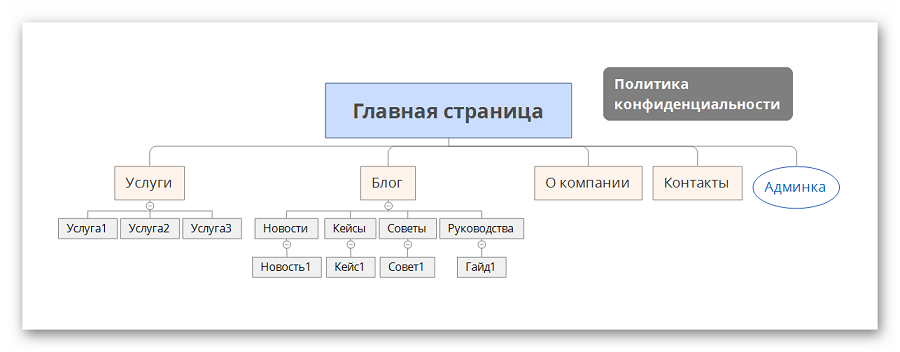 Политика
конфиденциальности
Главная страница
Услуги
Блог
О компании
Контакты
Админка
Услуга1
Услуга2
Услуга3
Новости
Кейсы
Советы
Руководства
Новость1
Кейс1
Совет1
Гайд1